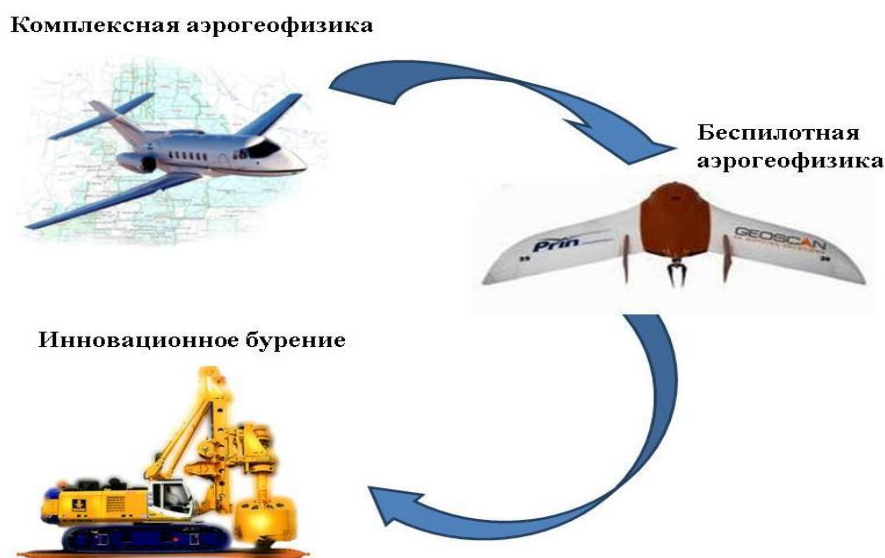 Комплексная аэрогеофизика
Беспилотная
аэрогеофизика
Prin
GEOSCAN
Инновационное бурение